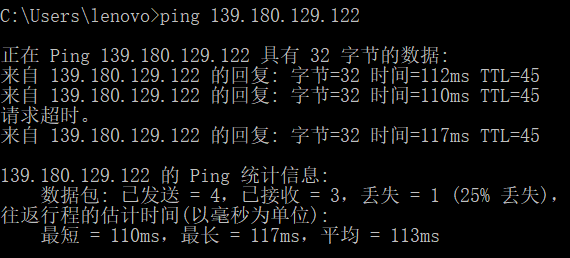 C:\Users\lenovo>ping 139.180.129.122
正在 Ping 139.180.129.122 具有 32 字节的数据:
来自 139.180.129.122 的回复: 字节=32 时间=112ms TTL=45
来自 139.180.129.122 的回复: 字节=32 时间=110ms TTL=45
请求超时。
来自 139.180.129.122 的回复: 字节=32 时间=117ms TTL=45
139.180.129.122 的 Ping 统计信息:
数据包: 已发送 = 4，已接收 = 3，丢失 = 1 (25% 丢失)，
往返行程的估计时间(以毫秒为单位):
最短 = 110ms，最长 = 117ms，平均 = 113ms